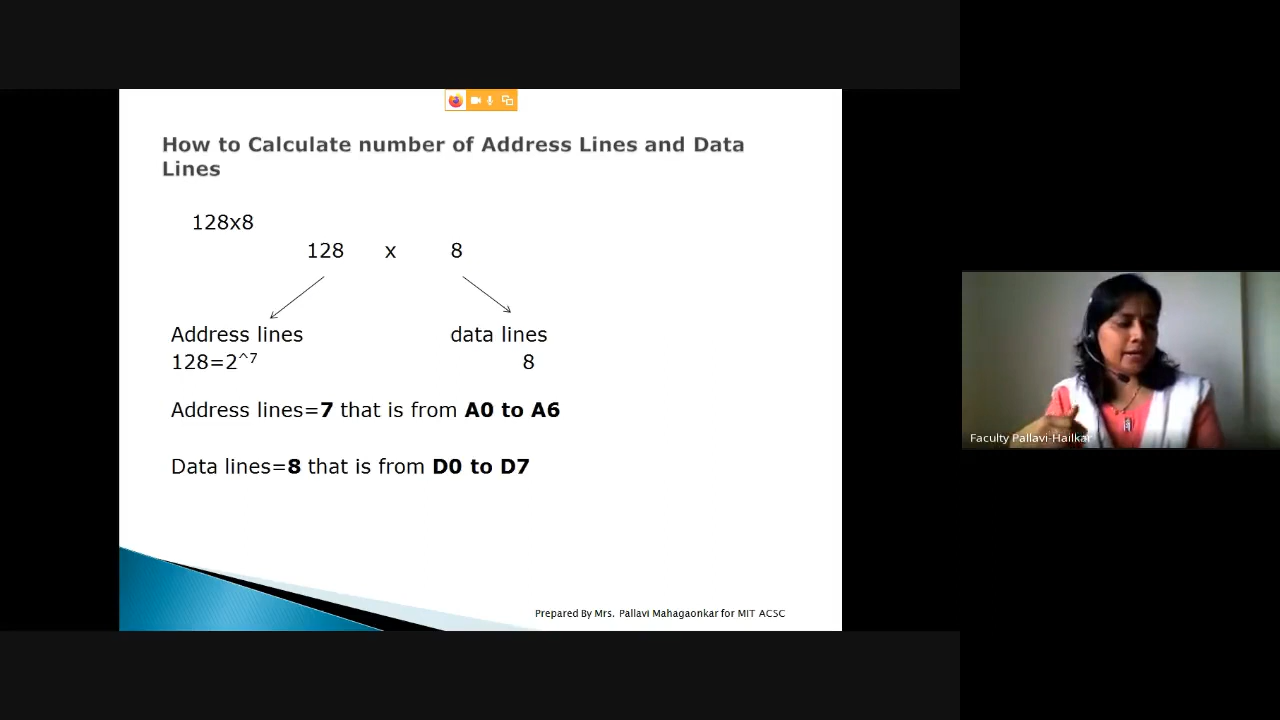 How to Calculate number of Address Lines and Data
Lines
128x8
128 x 8
Address lines data lines
128=2^7 8
Address lines=7 that is from A0 to A6
Data lines=8 that is from D0 to D7
Prepared By Mrs. Pallavi Mahagaonkar for MIT ACSC
Faculty Pallavi-Hailkar